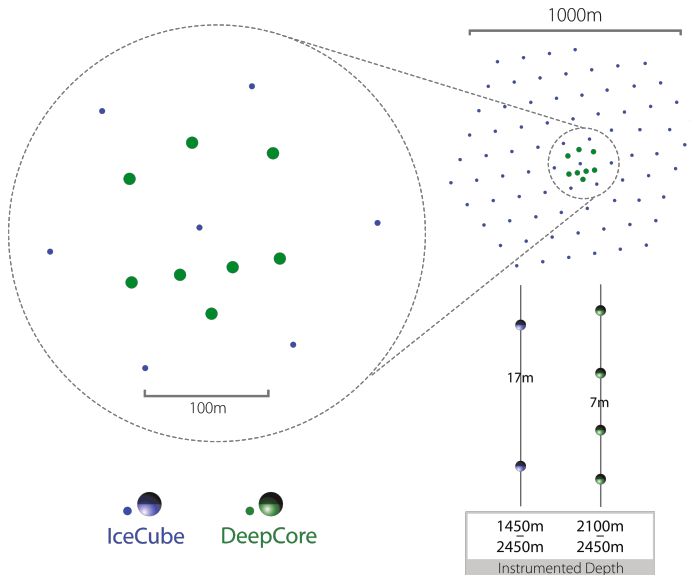 1000m
100m
17m
7m
IceCube
DeepCore
1450m 2100m
– –
2450m 2450m
Instrumented Depth